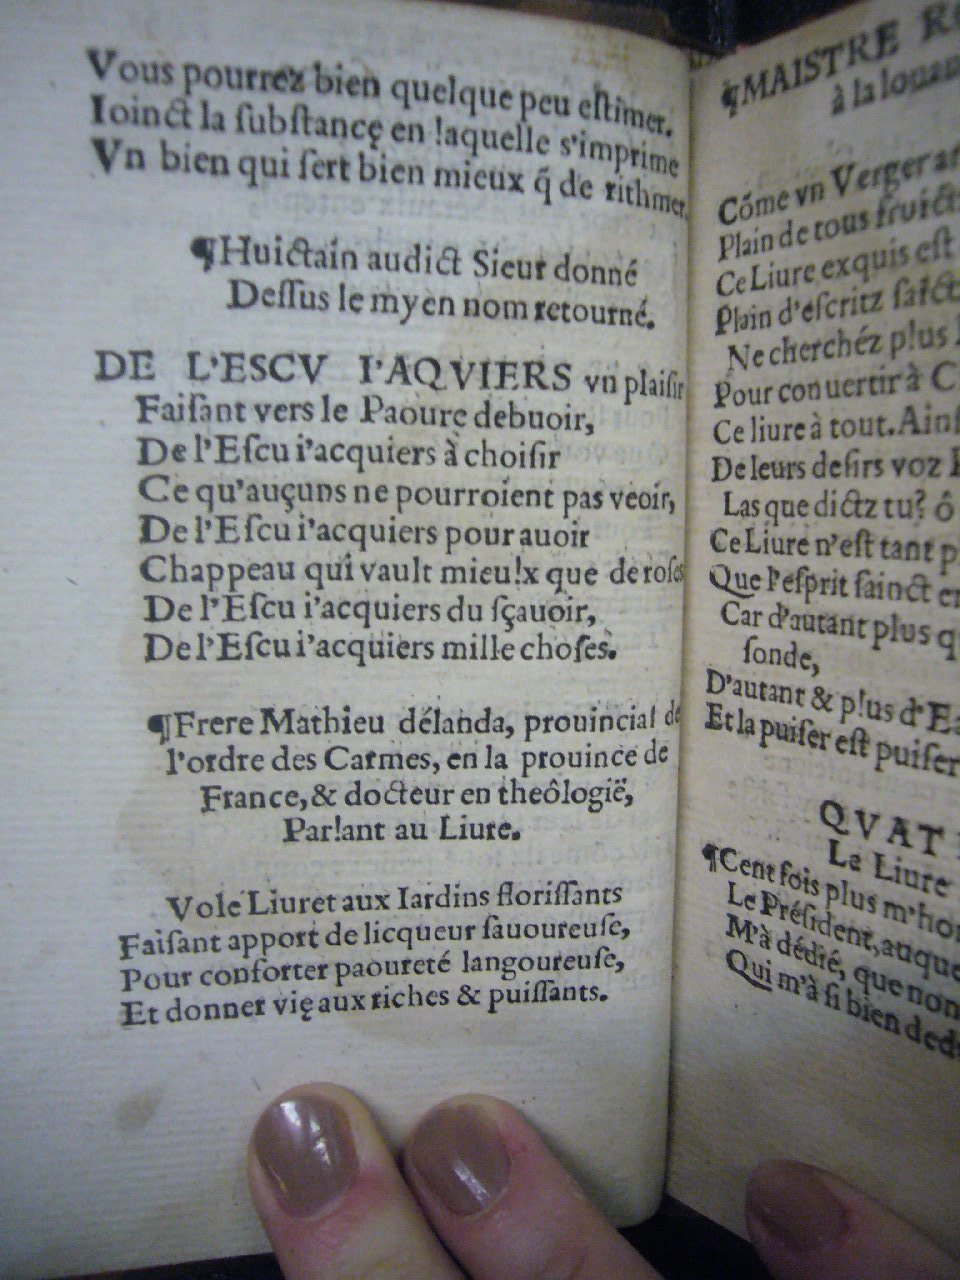 Vous pourrez bien quelque peu eſtimer.
Ioinct la ſubſtancę en laquelle s'imprime
Vn bien qui ſert bien mieux q̃ de rithmer.
¶Huictain audict Sieur donné
Deſſus le myen nom retourné.
DE L'ESCV I'AQVIERS vn plaiſir
Faiſant vers le Paoure debuoir,
De l'Eſcu i'acquiers à choiſir
Ce qu'auçuns ne pourroient pas veoir,
De l'Eſcu i'acquiers pour auoir
Chappeau qui vault mieulx que de roſes
De l'Eſcu i'acquiers du ſçauoir,
De l'Eſcu i'acquiers mille choſes.
¶Frere Mathieu délanda, prouincial de
l'ordre des Carmes, en la prouince de
France, & docteur en theôlogië,
Parlant au Liure.
Vole Liuret aux Iardins floriſſants
Faiſant apport de licqueur ſauoureuſe,
Pour conforter paoureté langoureuſe,
Et donner vię aux riches & puiſſants.
¶MAISTRE
à la
Cóme vn Verger
Plain de tous fruicts
Ce Liure exquis eſt
Plain d'eſcritz
Ne cherchéz plus
Pour conuertir à
Ce liure à tout.
De leurs deſirs voz
Las que dictz tu? ô
Ce Liure n'eſt tant
Que l'eſprit ſainct
Car d'autant plus
ſonde,
D'autant & plus
Et la puiſer eſt puiſer
Le Liure
¶Cent fois plus
Le Préſident,
M'à dédié, que
Qui m'à ſi bien